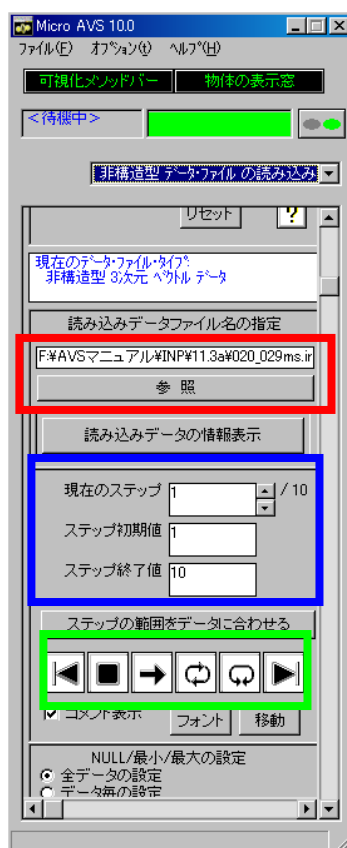 Micro AVS 10.0
ファイル(F) オプション(t) ヘルプ(H)
可視化メソッドバー 物体の表示窓
<待機中>
非構造型 データ・ファイル の読み込み
リセット ?
現在のデータ・ファイル・タイプ:
非構造型 3次元 ベクトル データ
読み込みデータファイル名の指定
F:¥AVSマニュアル¥INP¥11.3a¥020_029ms.in
参 照
読み込みデータの情報表示
現在のステップ 1 / 10
ステップ初期値 1
ステップ終了値 10
ステップの範囲をデータに合わせる
コメント表示 フォント 移動
NULL/最小/最大の設定
全データの設定
データ毎の設定